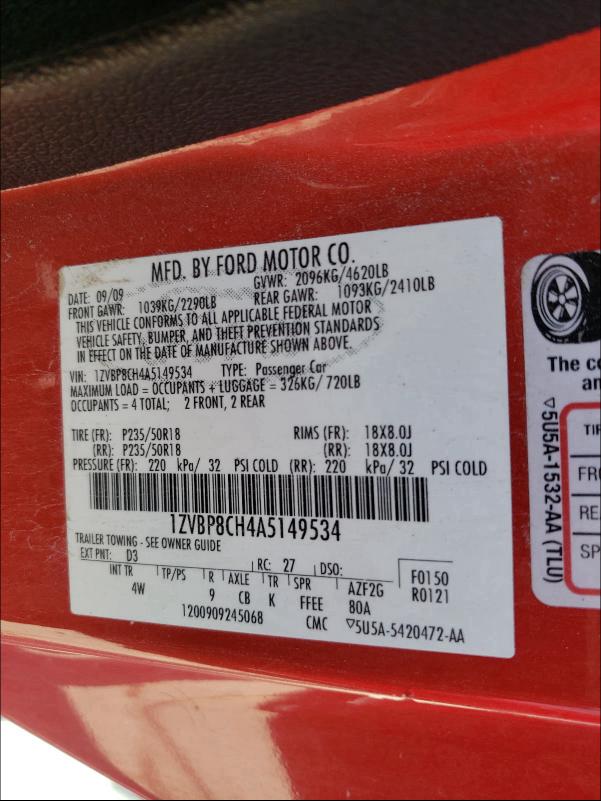 MFD. BY FORD MOTOR CO.
DATE: 09/09 GVWR: 2096KG/4620LB
FRONT GAWR: 1039KG/2290LB REAR GAWR: 1093KG/2410LB
THIS VEHICLE CONFORMS TO ALL APPLICABLE FEDERAL MOTOR
VEHICLE SAFETY, BUMPER, AND THEFT PREVENTION STANDARDS
IN EFFECT ON THE DATE OF MANUFACTURE SHOWN ABOVE.
VIN: 1ZVBP8CH4A5149534 TYPE: Passenger Car
MAXIMUM LOAD = OCCUPANTS + LUGGAGE = 326KG/ 720LB
OCCUPANTS = 4 TOTAL; 2 FRONT, 2 REAR
TIRE (FR): P235/50R18 RIMS (FR): 18X8.0J
(RR): P235/50R18 (RR): 18X8.0J
PRESSURE (FR): 220 kPa/ 32 PSI COLD (RR): 220 kPa/ 32 PSI COLD
1ZVBP8CH4A5149534
TRAILER TOWING - SEE OWNER GUIDE
EXT PNT: D3 RC: 27 DSO:
INT TR TP/PS R AXLE TR SPR AZF2G F0150
4W 9 CB K FFEE 80A R0121
1200909245068 CMC ▽5U5A-5420472-AA
The co
an
TIR
FRO
REA
SP
▽5U5A-1532-AA (TLU)